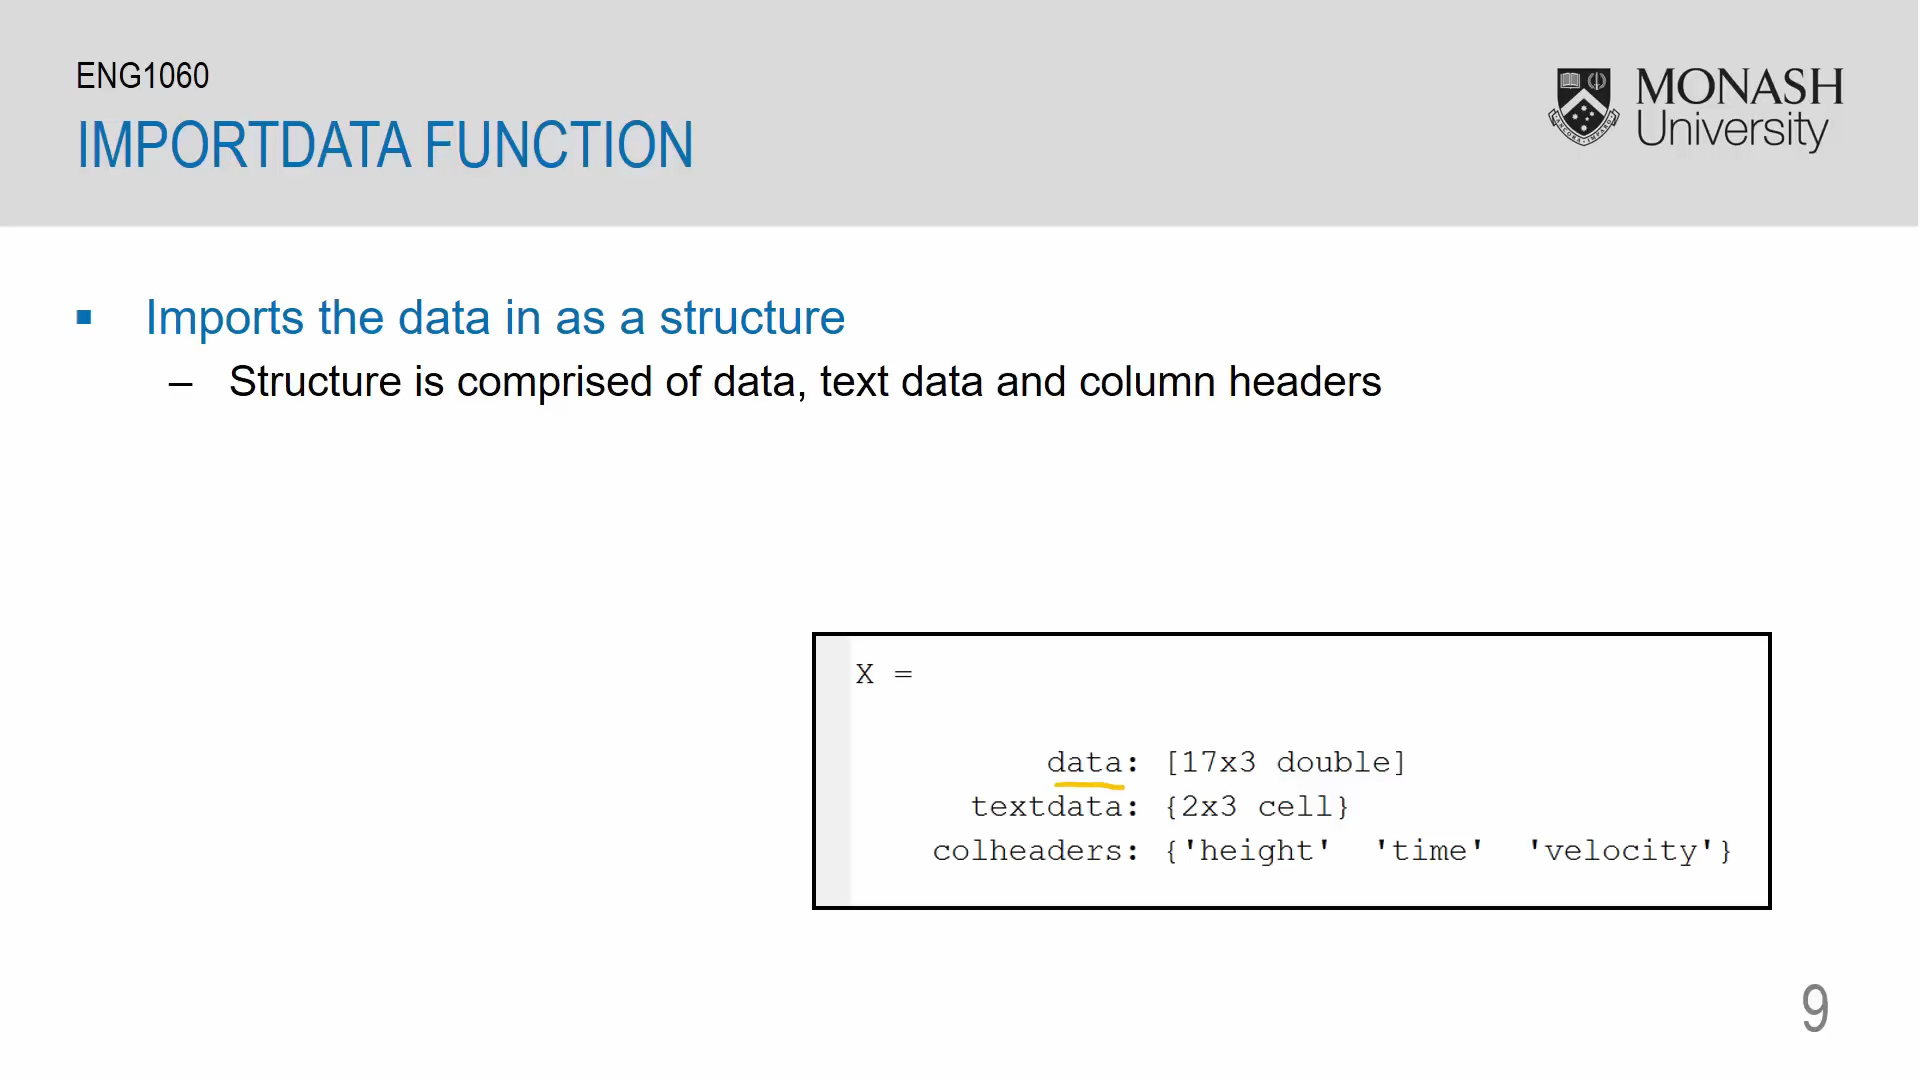 ENG1060
IMPORTDATA FUNCTION
MONASH
University
▪ Imports the data in as a structure
– Structure is comprised of data, text data and column headers
X =
data: [17x3 double]
textdata: {2x3 cell}
colheaders: {'height' 'time' 'velocity'}
9